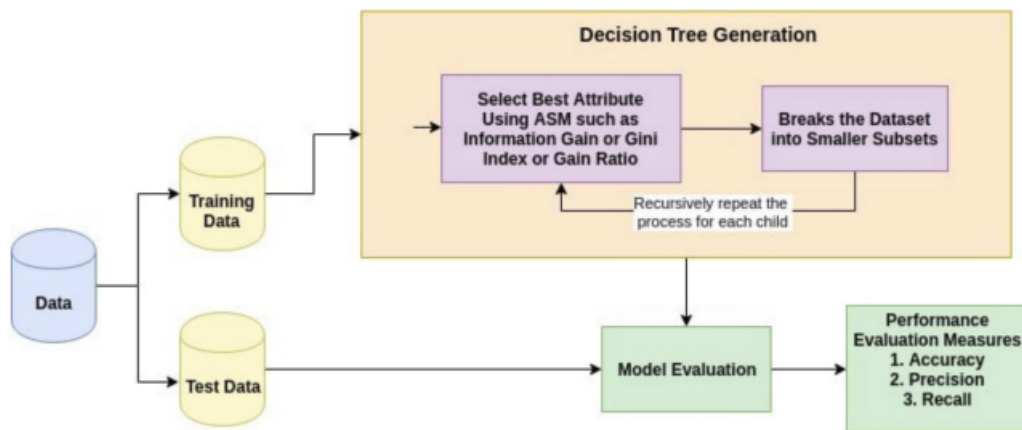 Decision Tree Generation
Select Best Attribute
Using ASM such as
Information Gain or Gini
Index or Gain Ratio
Breaks the Dataset
into Smaller Subsets
Recursively repeat the
process for each child
Training
Data
Data
Test Data
Model Evaluation
Performance
Evaluation Measures
1. Accuracy
2. Precision
3. Recall